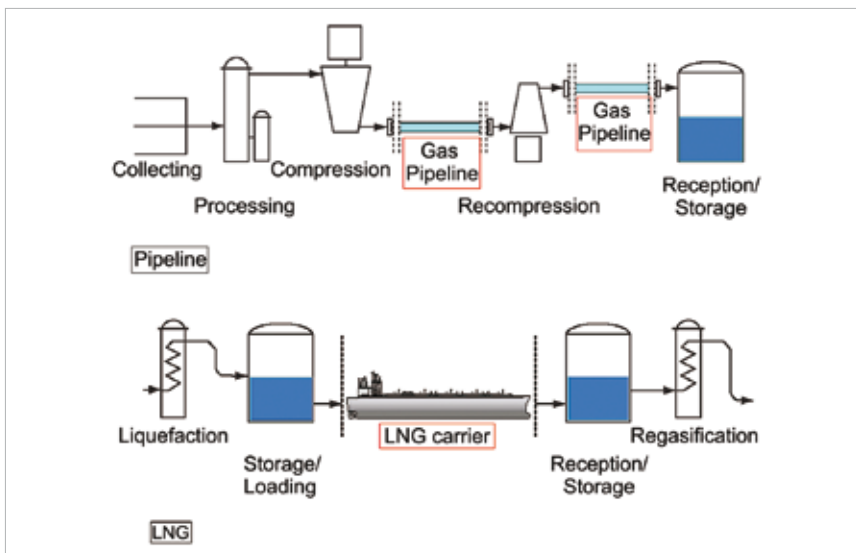 Collecting
Processing
Compression
Gas
Pipeline
Recompression
Gas
Pipeline
Reception/
Storage
Pipeline
Liquefaction
Storage/
Loading
LNG carrier
Reception/
Storage
Regasification
LNG